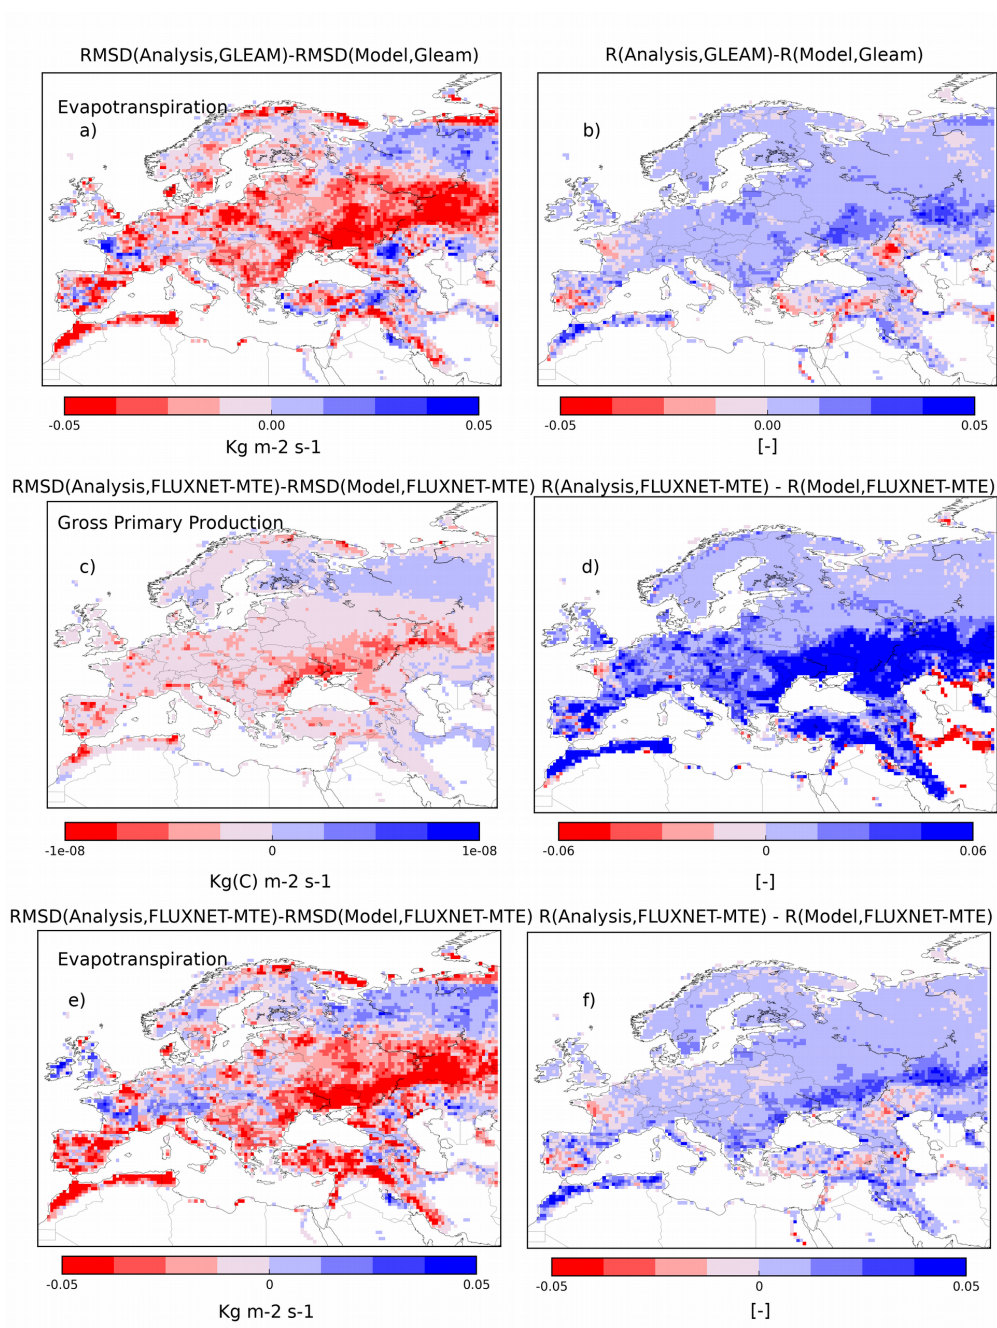 RMSD(Analysis,GLEAM)-RMSD(Model,Gleam) R(Analysis,GLEAM)-R(Model,Gleam)
Evapotranspiration
a) b)
-0.05 0.00 0.05 -0.05 0.00 0.05
Kg m-2 s-1 [-]
RMSD(Analysis,FLUXNET-MTE)-RMSD(Model,FLUXNET-MTE) R(Analysis,FLUXNET-MTE) - R(Model,FLUXNET-MTE)
Gross Primary Production
c) d)
-1e-08 0 1e-08 -0.06 0 0.06
Kg(C) m-2 s-1 [-]
RMSD(Analysis,FLUXNET-MTE)-RMSD(Model,FLUXNET-MTE) R(Analysis,FLUXNET-MTE) - R(Model,FLUXNET-MTE)
Evapotranspiration
e) f)
-0.05 0 0.05 -0.05 0 0.05
Kg m-2 s-1 [-]